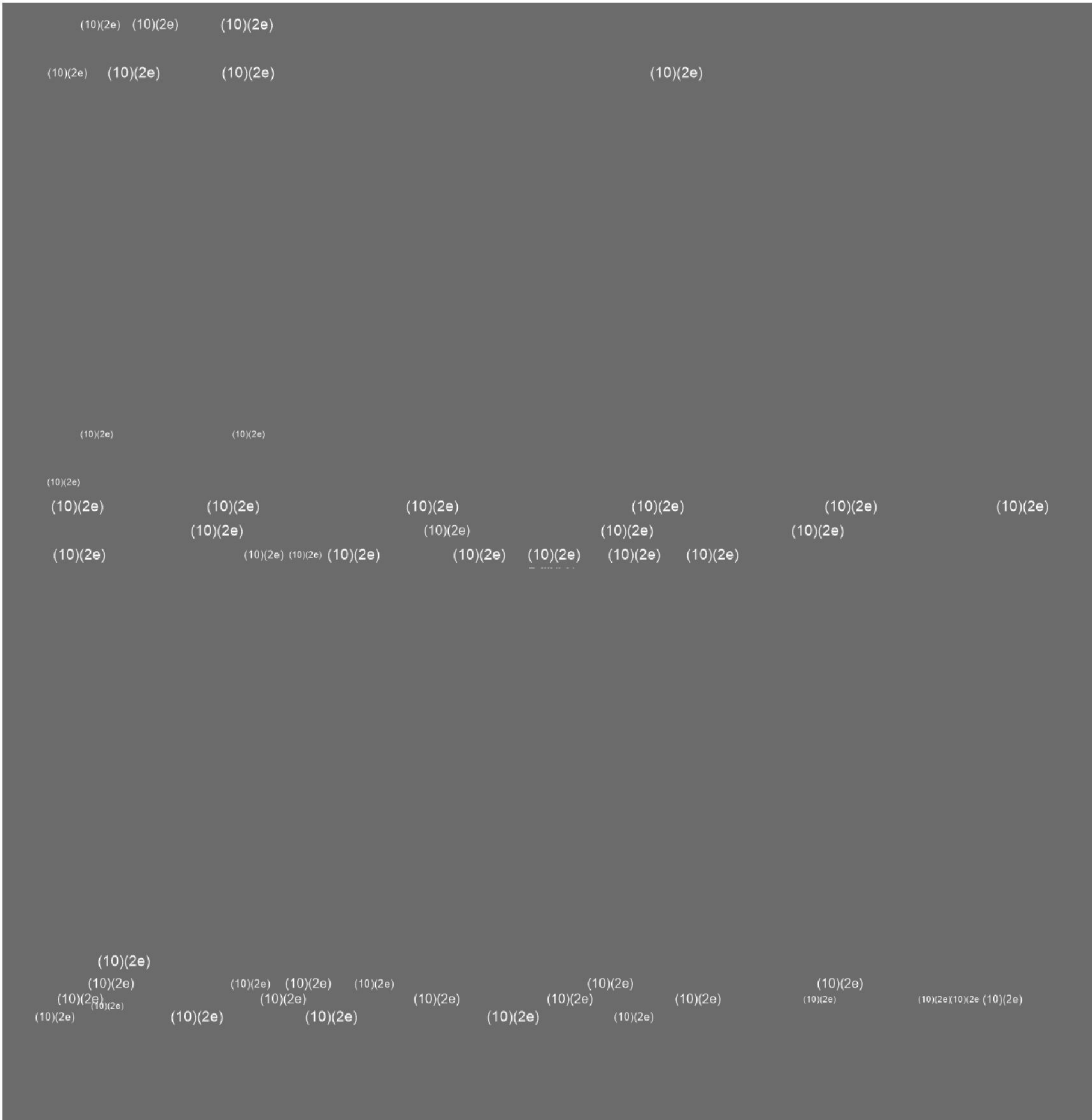 (10)(2e) (10)(2e) (10)(2e)
(10)(2e) (10)(2e) (10)(2e) (10)(2e)
(10)(2e) (10)(2e)
(10)(2e)
(10)(2e) (10)(2e) (10)(2e) (10)(2e) (10)(2e) (10)(2e)
(10)(2e) (10)(2e) (10)(2e) (10)(2e)
(10)(2e) (10)(2e) (10)(2e) (10)(2e) (10)(2e) (10)(2e) (10)(2e) (10)(2e)
(10)(2e)
(10)(2e) (10)(2e) (10)(2e) (10)(2e) (10)(2e) (10)(2e)
(10)(2e) (10)(2e) (10)(2e) (10)(2e) (10)(2e) (10)(2e) (10)(2e) (10)(2e (10)(2e)
(10)(2e)
(10)(2e) (10)(2e) (10)(2e) (10)(2e) (10)(2e)